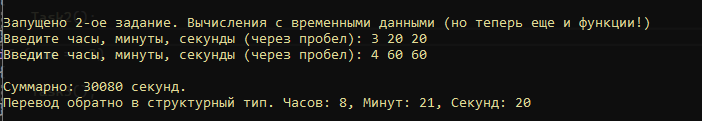 Запущено 2-ое задание. Вычисления с временными данными (но теперь еще и функции!)
Введите часы, минуты, секунды (через пробел): 3 20 20
Введите часы, минуты, секунды (через пробел): 4 60 60
Суммарно: 30080 секунд.
Перевод обратно в структурный тип. Часов: 8, Минут: 21, Секунд: 20